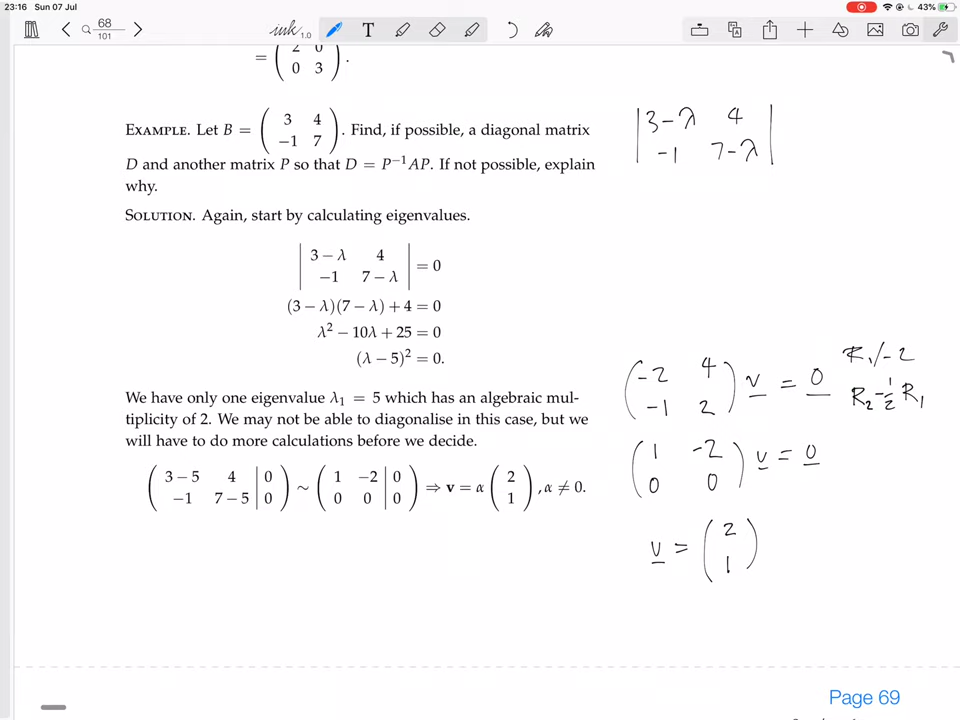 23:16 Sun 07 Jul
43%
68
101
ink 1.0
T
= ( 2 0
0 3 ) .
EXAMPLE. Let B = ( 3 4
−1 7 ) . Find, if possible, a diagonal matrix
D and another matrix P so that D = P⁻¹AP. If not possible, explain
why.
SOLUTION. Again, start by calculating eigenvalues.
| 3 − λ 4
−1 7 − λ | = 0
(3 − λ)(7 − λ) + 4 = 0
λ² − 10λ + 25 = 0
(λ − 5)² = 0.
We have only one eigenvalue λ₁ = 5 which has an algebraic mul-
tiplicity of 2. We may not be able to diagonalise in this case, but we
will have to do more calculations before we decide.
( 3 − 5 4 | 0
−1 7 − 5 | 0 ) ∼ ( 1 −2 | 0
0 0 | 0 ) ⇒ v = α ( 2
1 ) , α ≠ 0.
| 3 − λ 4
−1 7 − λ |
( −2 4
−1 2 ) v = 0
R₁/−2
R₂ − ½ R₁
( 1 −2
0 0 ) v = 0
v = ( 2
1 )
Page 69